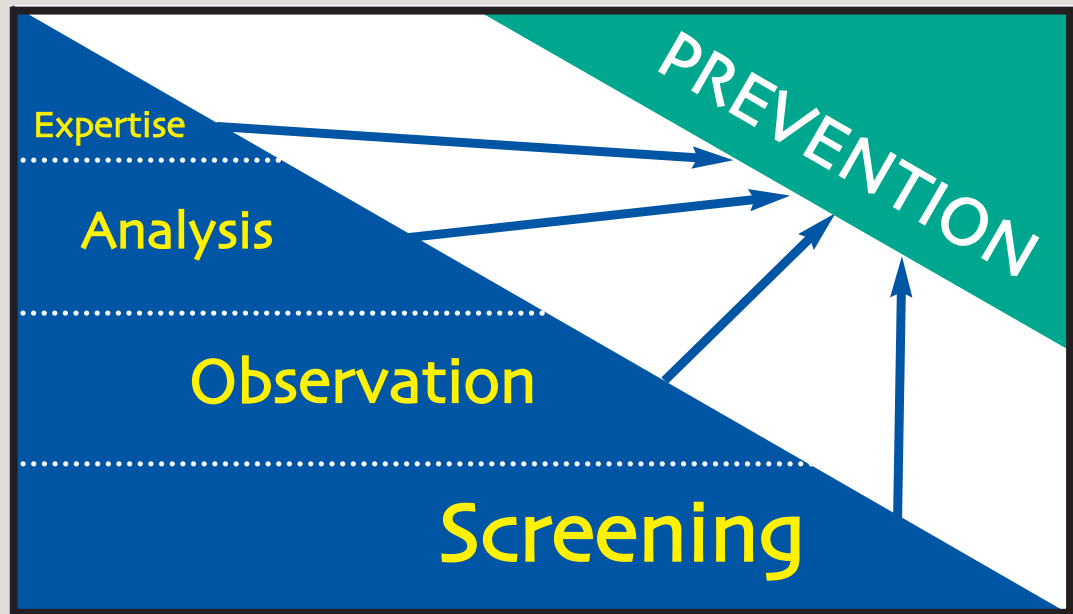 PREVENTION
Expertise
Analysis
Observation
Screening